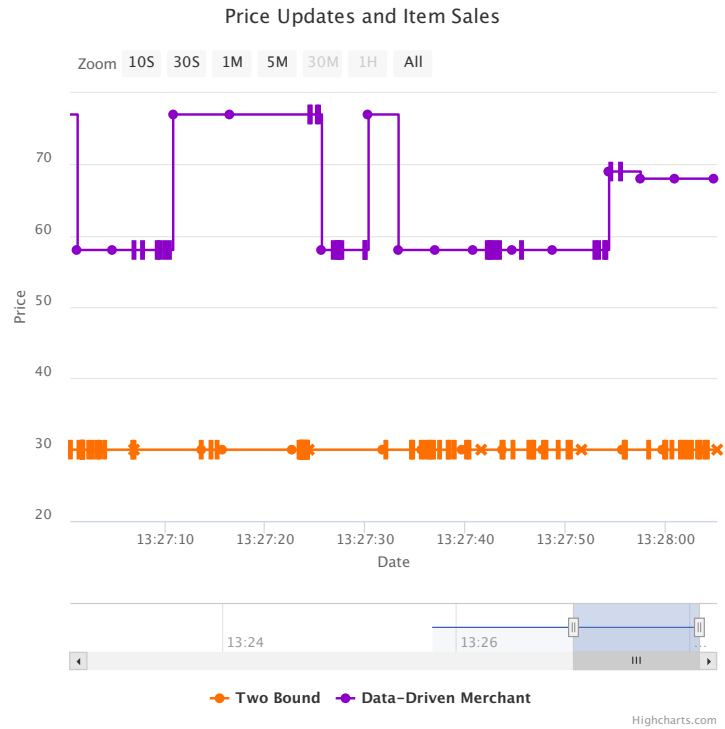 Price Updates and Item Sales
Zoom 10S 30S 1M 5M 30M 1H All
Price
70
60
50
40
30
20
13:27:10 13:27:20 13:27:30 13:27:40 13:27:50 13:28:00
Date
13:24 13:26 ...
Two Bound Data-Driven Merchant
Highcharts.com